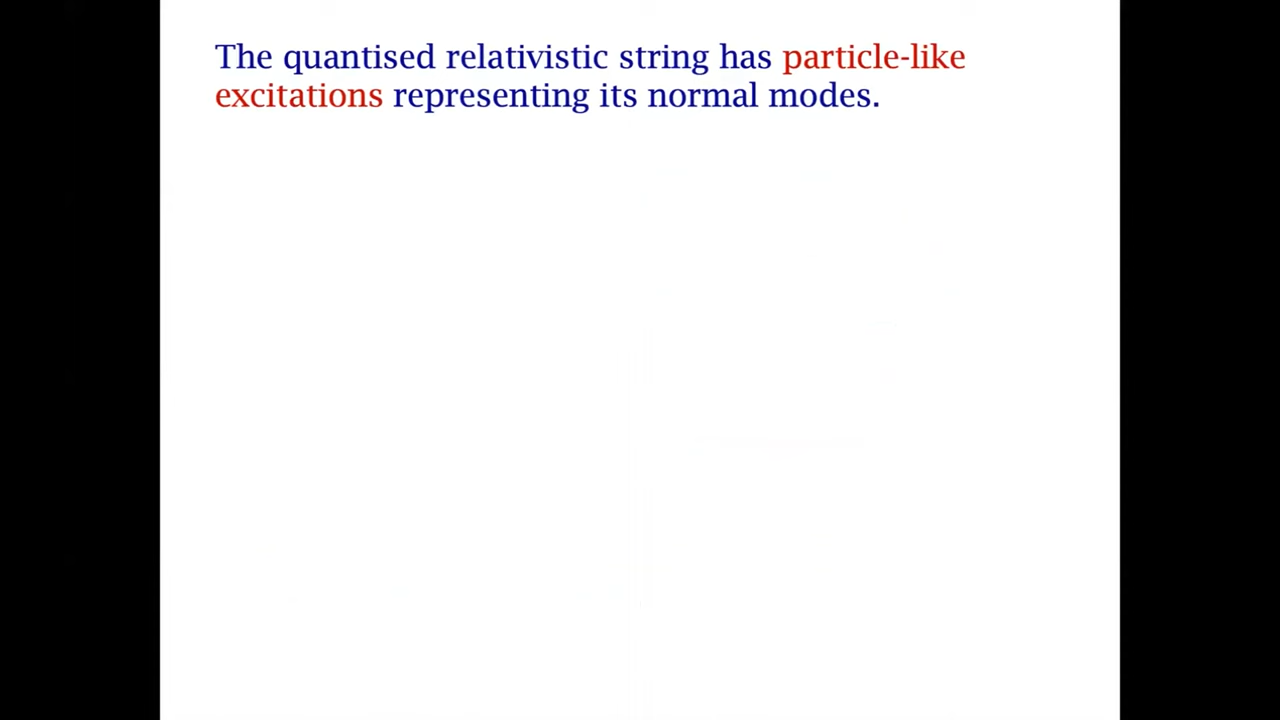 The quantised relativistic string has particle-like
excitations representing its normal modes.